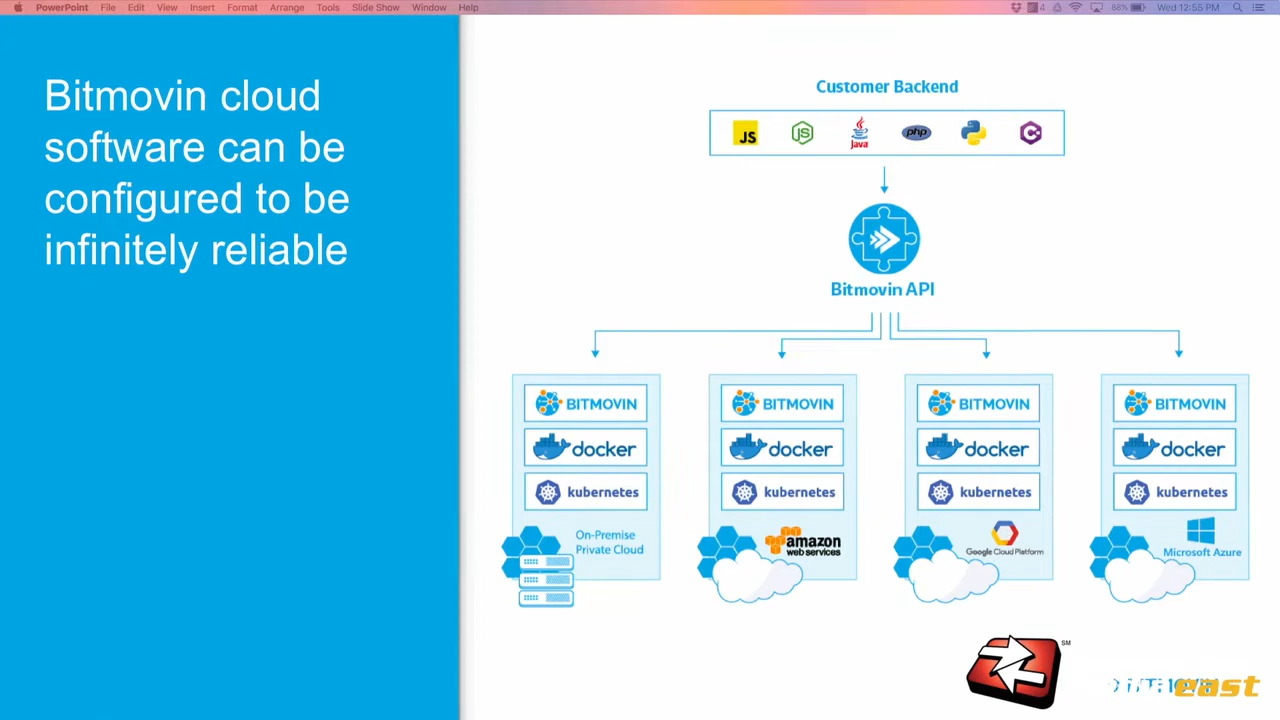 PowerPoint File Edit View Insert Format Arrange Tools Slide Show Window Help 4 88% Wed 12:55 PM
Bitmovin cloud
software can be
configured to be
infinitely reliable
Customer Backend
JS JS Java php C#
Bitmovin API
BITMOVIN BITMOVIN BITMOVIN BITMOVIN
docker docker docker docker
kubernetes kubernetes kubernetes kubernetes
On-Premise
Private Cloud
amazon
web services
Google Cloud Platform
Microsoft Azure
SM
east